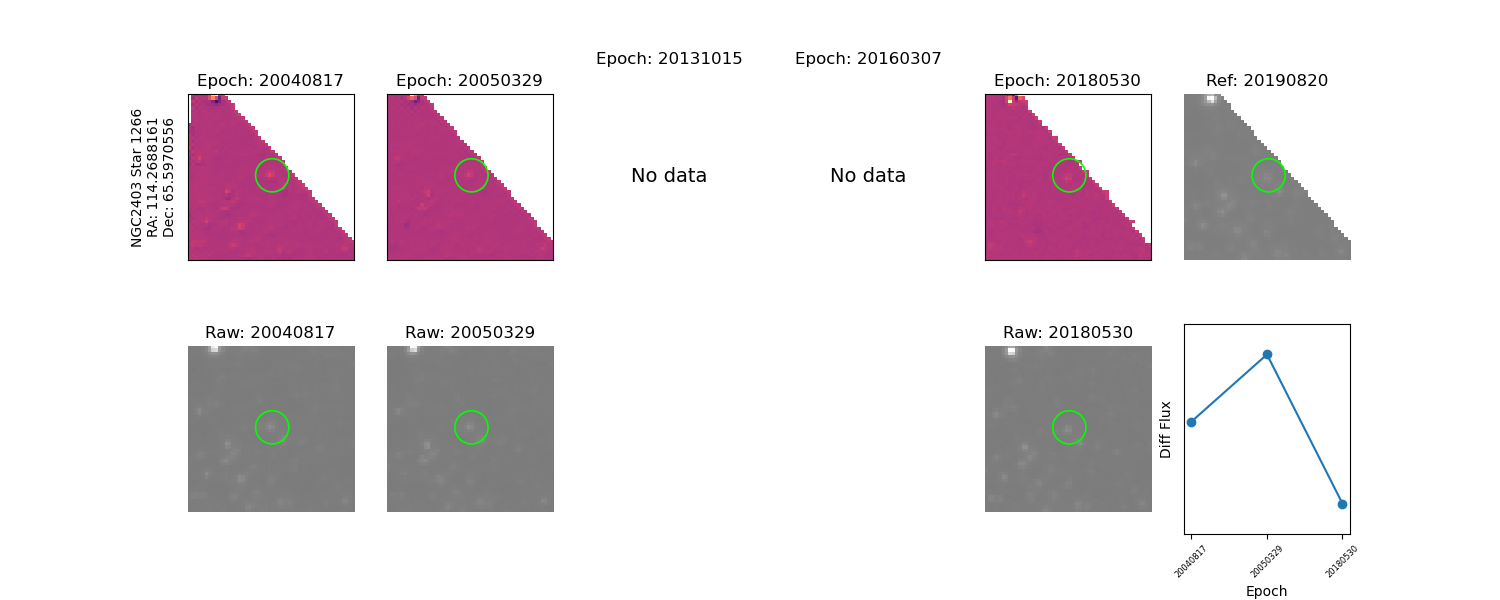 Epoch: 20131015
Epoch: 20160307
Epoch: 20040817
Epoch: 20050329
Epoch: 20180530
Ref: 20190820
NGC2403 Star 1266
RA: 114.2688161
Dec: 65.5970556
No data
No data
Raw: 20040817
Raw: 20050329
Raw: 20180530
Diff Flux
20040817
20050329
20180530
Epoch